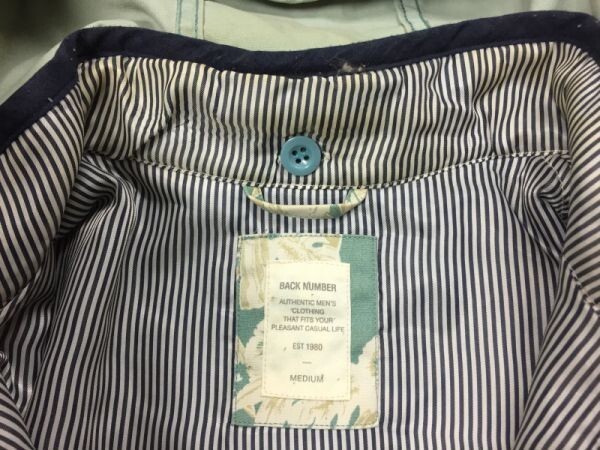 BACK NUMBER
AUTHENTIC MEN'S
'CLOTHING
THAT FITS YOUR'
PLEASANT CASUAL LIFE
EST 1980
—
MEDIUM